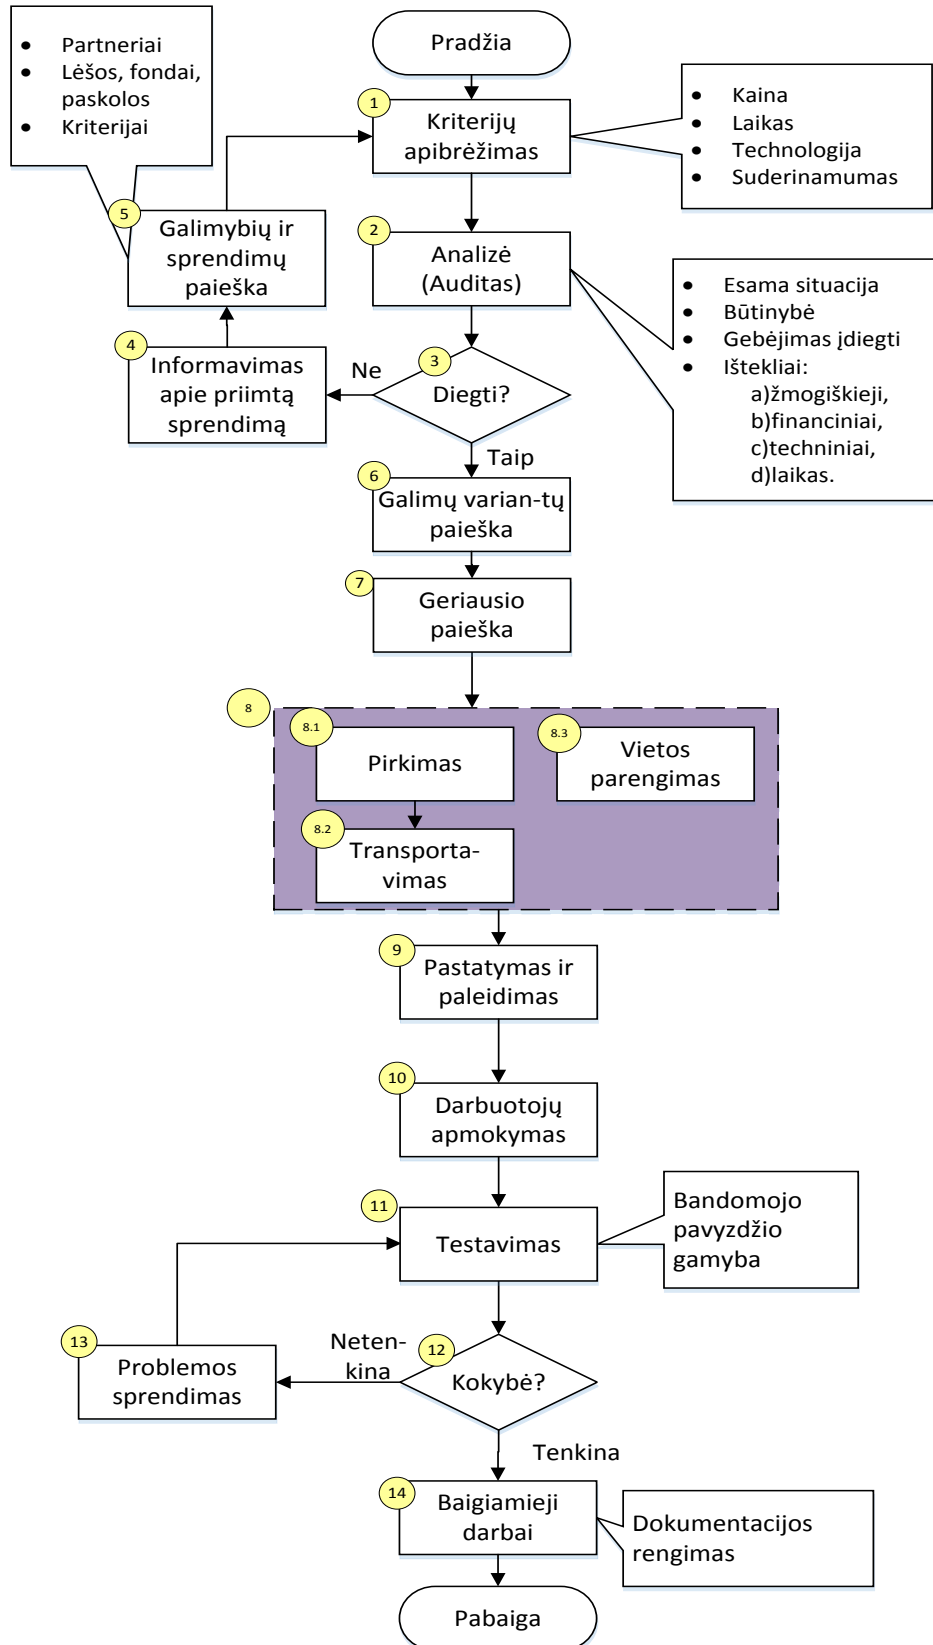 Pradžia
• Partneriai
• Lėšos, fondai,
paskolos
• Kriterijai
1
Kriterijų
apibrėžimas
• Kaina
• Laikas
• Technologija
• Suderinamumas
5
Galimybių ir
sprendimų
paieška
2
Analizė
(Auditas)
• Esama situacija
• Būtinybė
• Gebėjimas įdiegti
• Ištekliai:
a)žmogiškieji,
b)financiniai,
c)techniniai,
d)laikas.
4
Informavimas
apie priimtą
sprendimą
Ne
3
Diegti?
Taip
6
Galimų varian-tų
paieška
7
Geriausio
paieška
8
8.1
Pirkimas
8.3
Vietos
parengimas
8.2
Transporta-
vimas
9
Pastatymas ir
paleidimas
10
Darbuotojų
apmokymas
11
Testavimas
Bandomojo
pavyzdžio
gamyba
13
Problemos
sprendimas
Neten-
kina
12
Kokybė?
Tenkina
14
Baigiamieji
darbai
Dokumentacijos
rengimas
Pabaiga